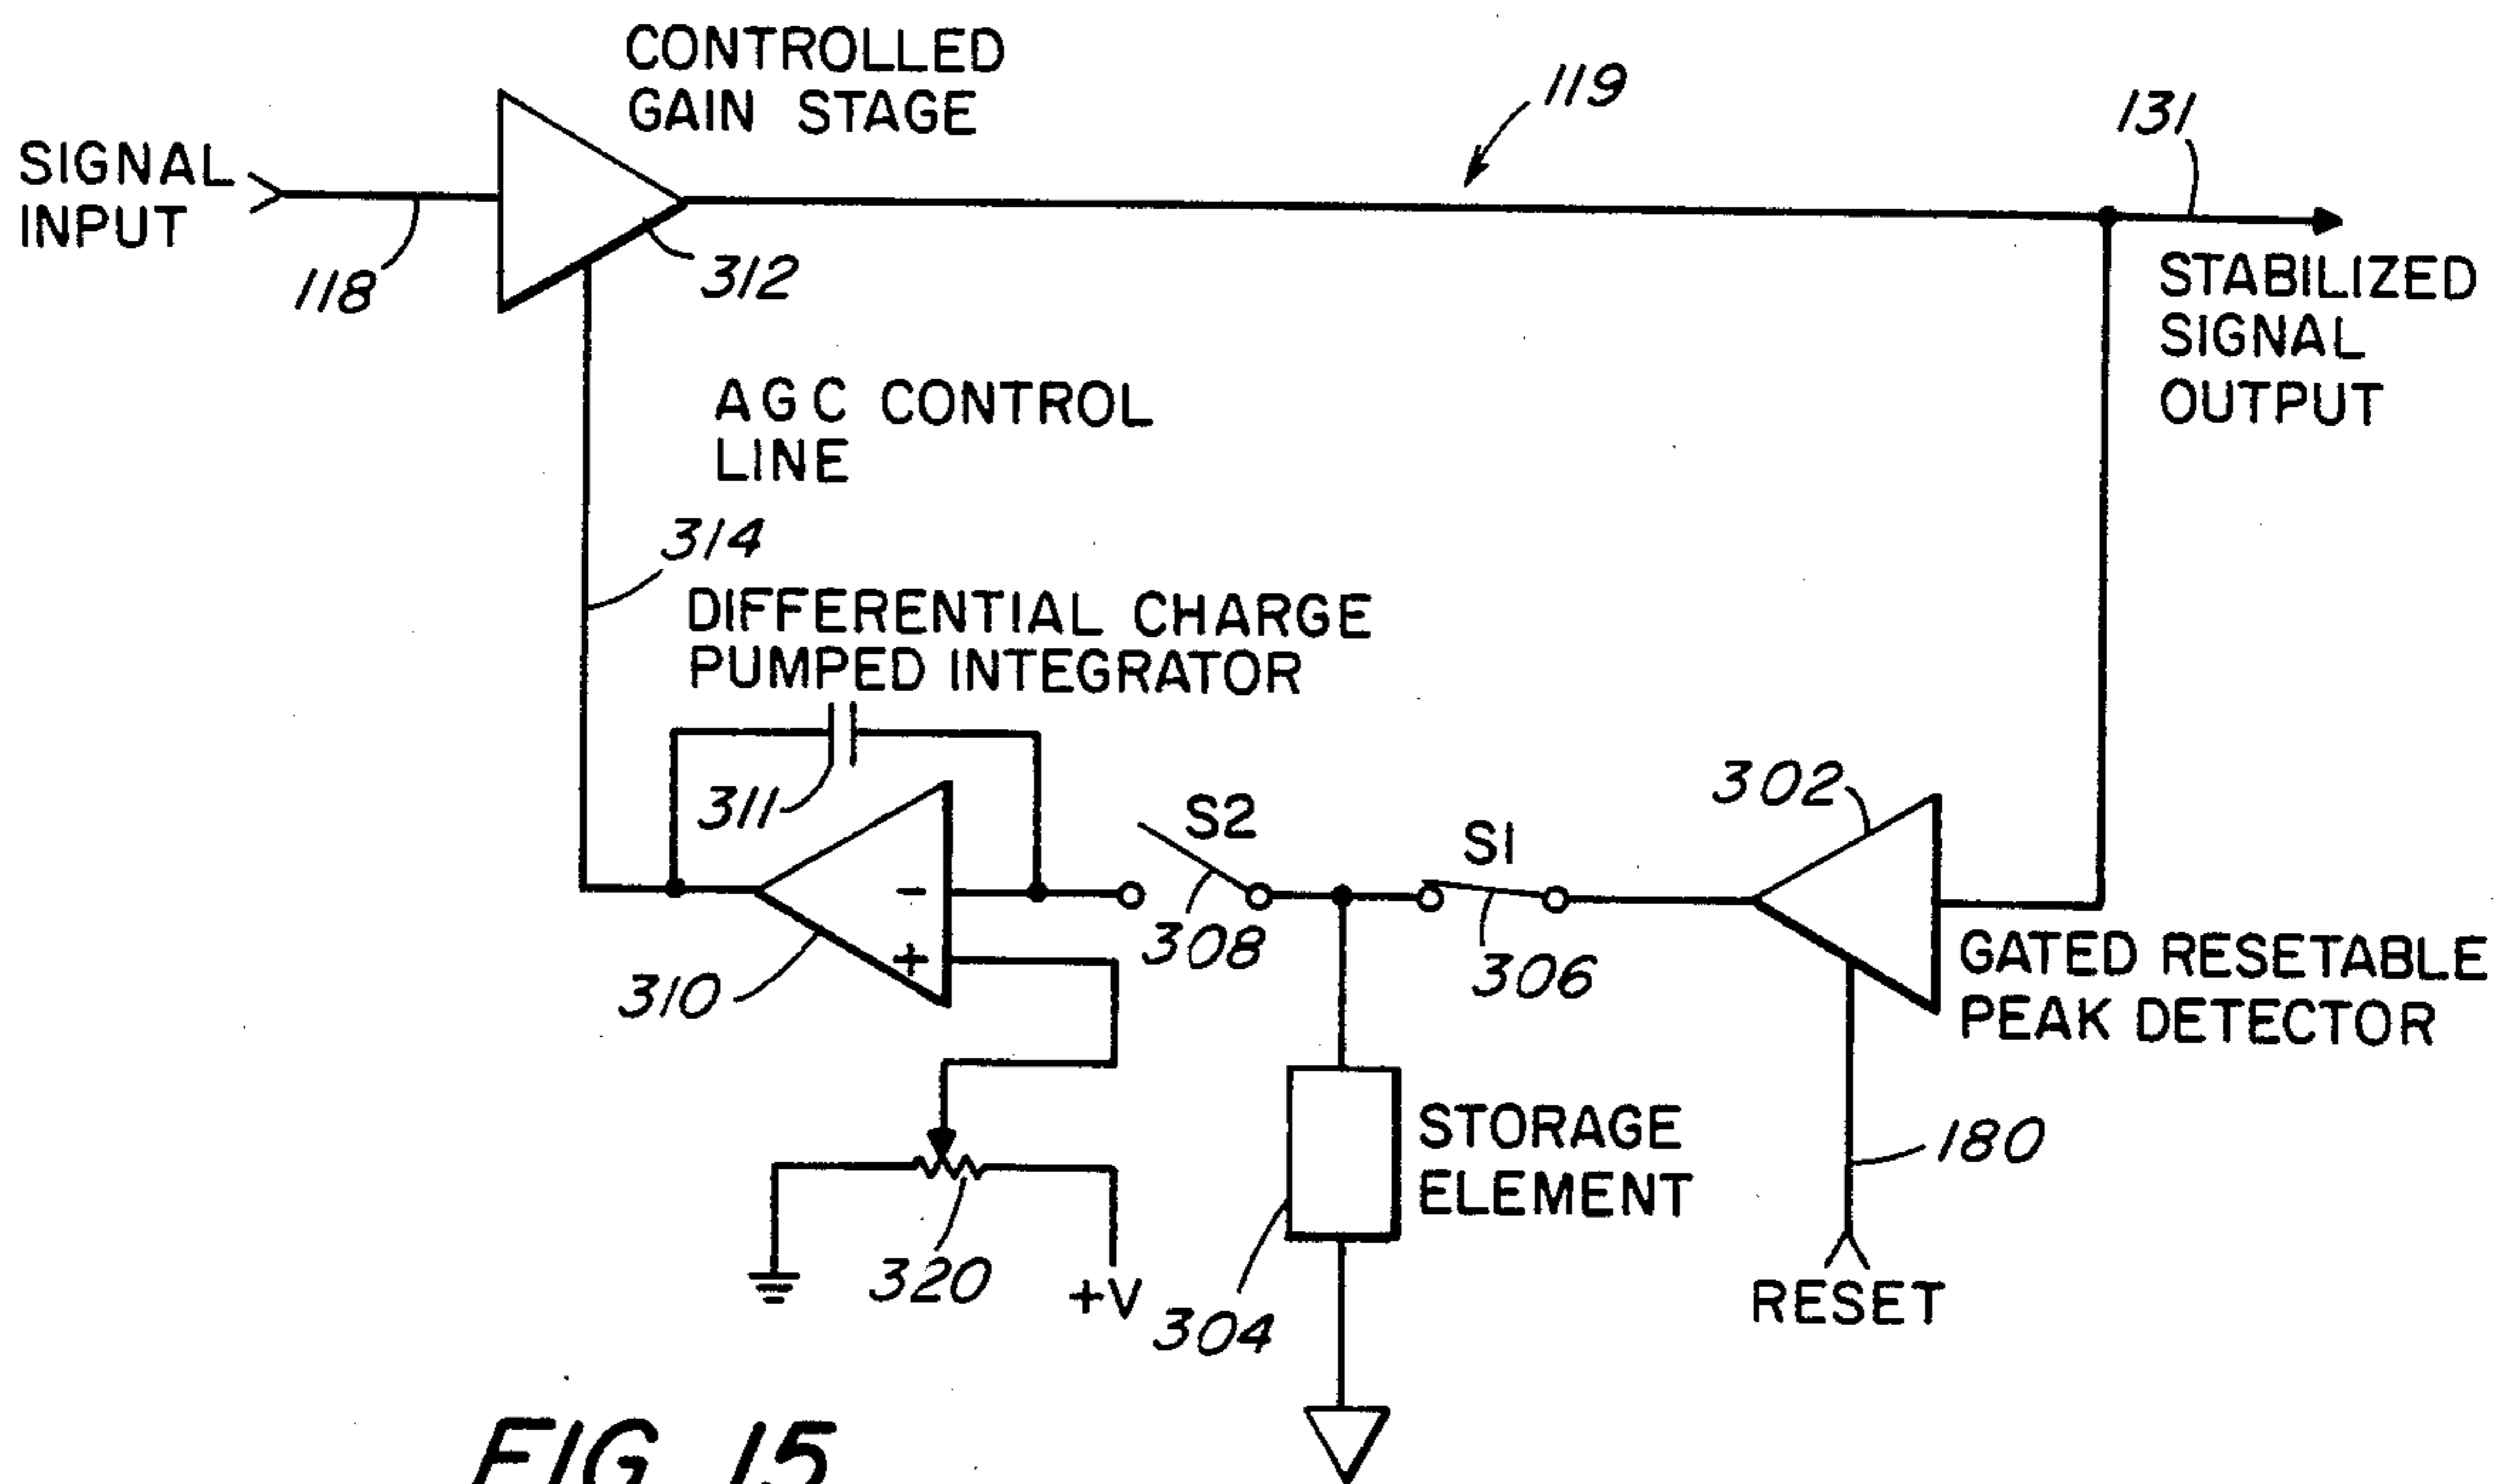 CONTROLLED
GAIN STAGE
119
131
SIGNAL
INPUT
118
312
STABILIZED
SIGNAL
OUTPUT
AGC CONTROL
LINE
314
DIFFERENTIAL CHARGE
PUMPED INTEGRATOR
311
S2
S1
302
-
+
308
306
310
GATED RESETABLE
PEAK DETECTOR
STORAGE
ELEMENT
180
320
+V
304
RESET
FIG. 15